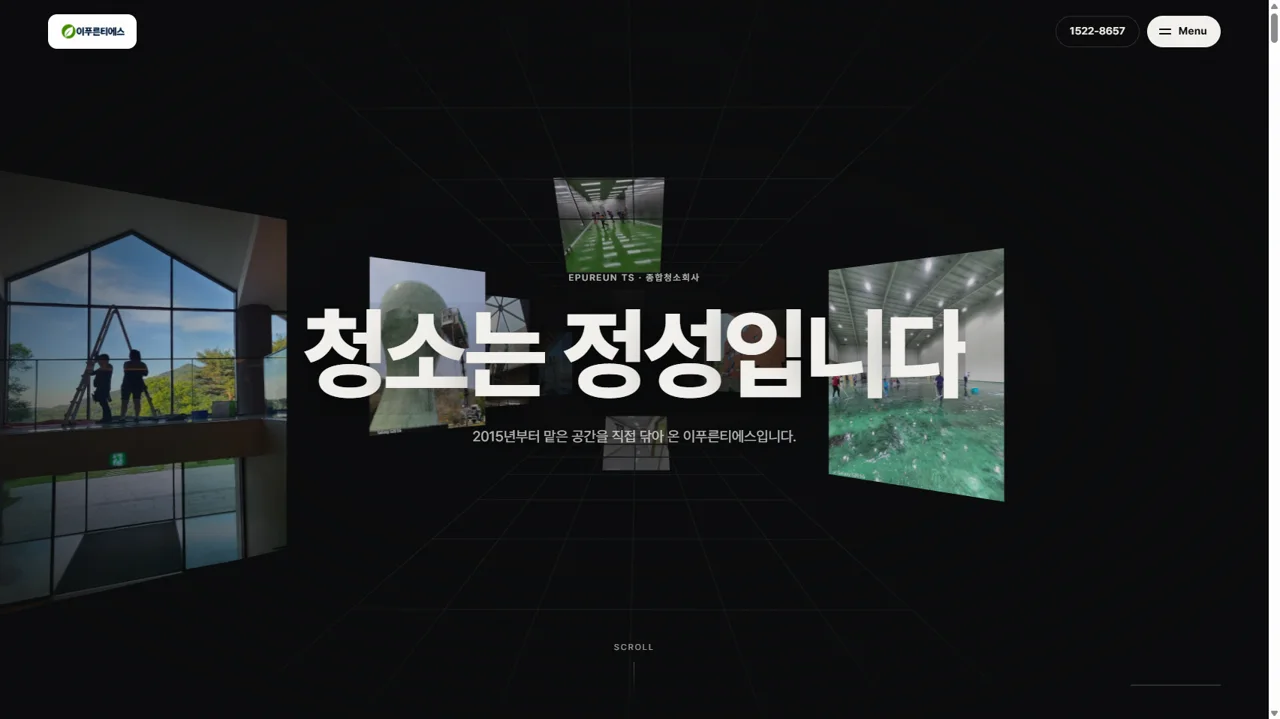 이푸른티에스
1522-8657
Menu
EPUREUN TS · 종합청소회사
청소는 정성입니다
2015년부터 맡은 공간을 직접 닦아 온 이푸른티에스입니다.
SCROLL